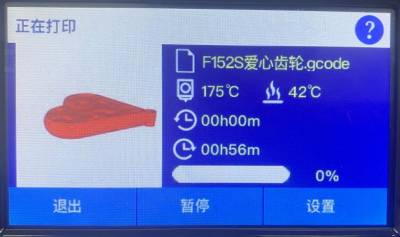 正在打印
?
F152S爱心齿轮.gcode
175℃ 42℃
00h00m
00h56m
0%
退出 暂停 设置